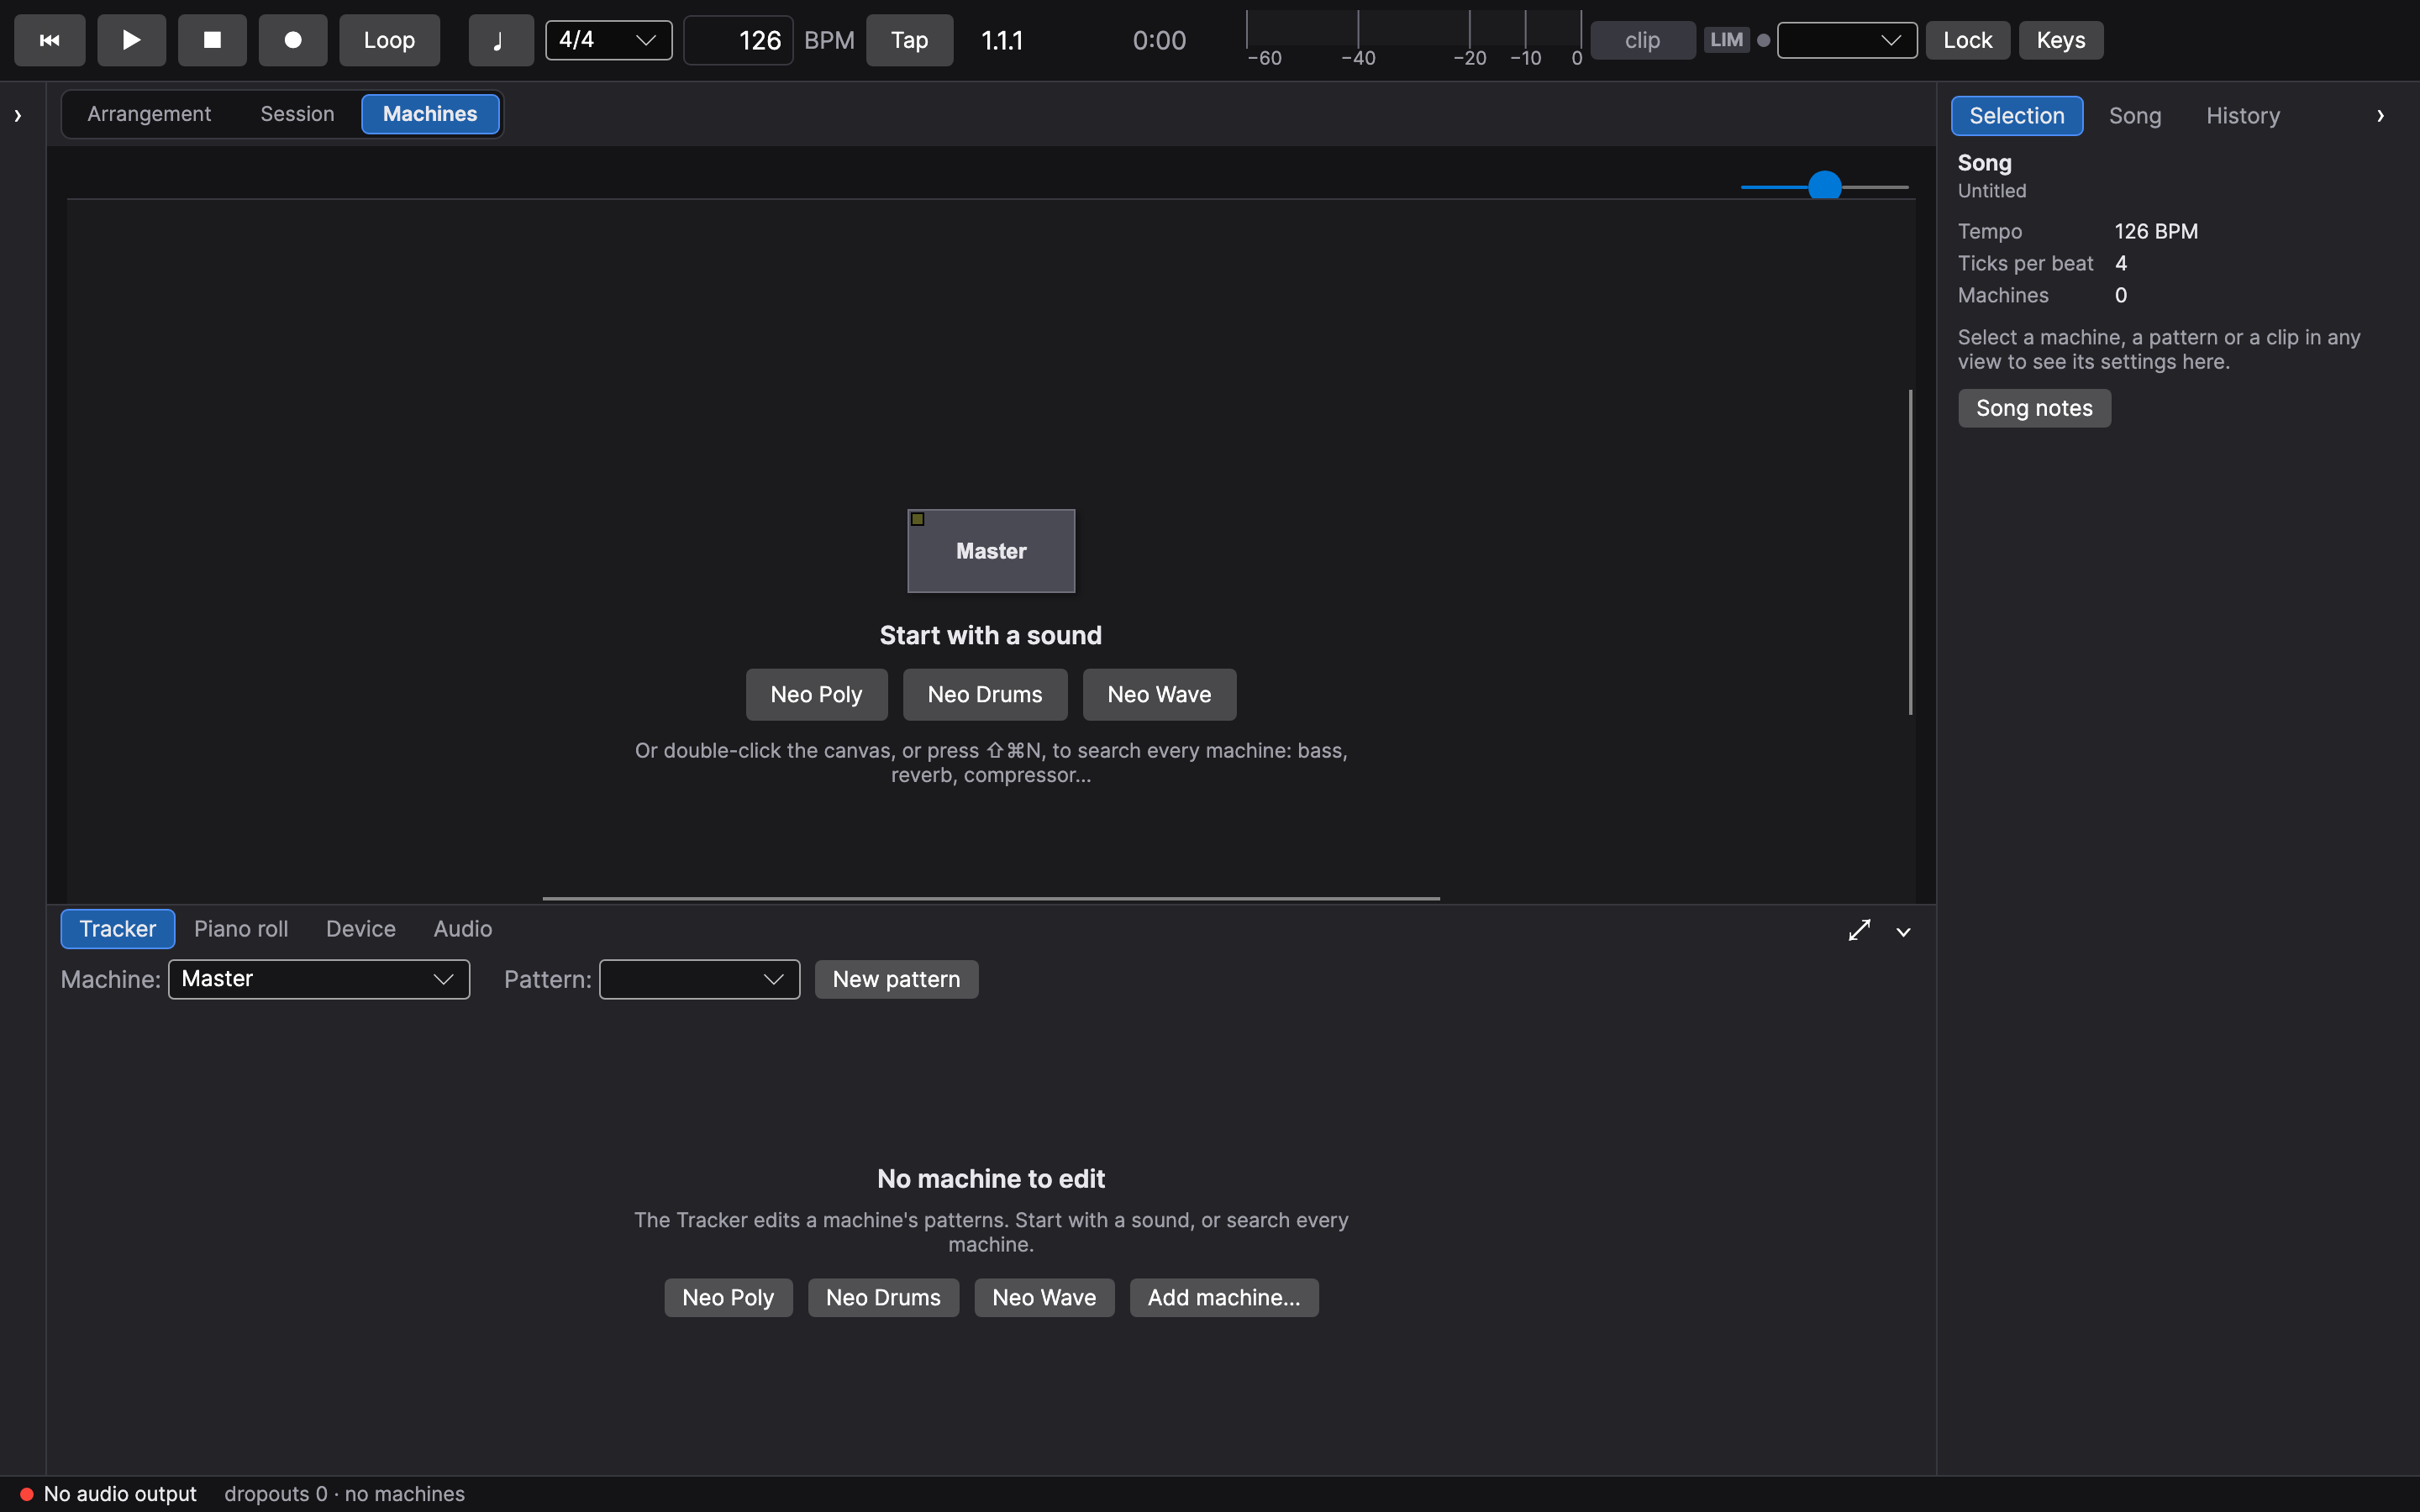 Loop
4/4
126 BPM
Tap
1.1.1
0:00
−60 −40 −20 −10 0
clip
LIM
Lock
Keys
Arrangement
Session
Machines
Selection
Song
History
Song
Untitled
Tempo 126 BPM
Ticks per beat 4
Machines 0
Select a machine, a pattern or a clip in any
view to see its settings here.
Song notes
Master
Start with a sound
Neo Poly
Neo Drums
Neo Wave
Or double-click the canvas, or press ⇧⌘N, to search every machine: bass,
reverb, compressor...
Tracker
Piano roll
Device
Audio
Machine: Master
Pattern:
New pattern
No machine to edit
The Tracker edits a machine's patterns. Start with a sound, or search every
machine.
Neo Poly
Neo Drums
Neo Wave
Add machine...
No audio output
dropouts 0 · no machines